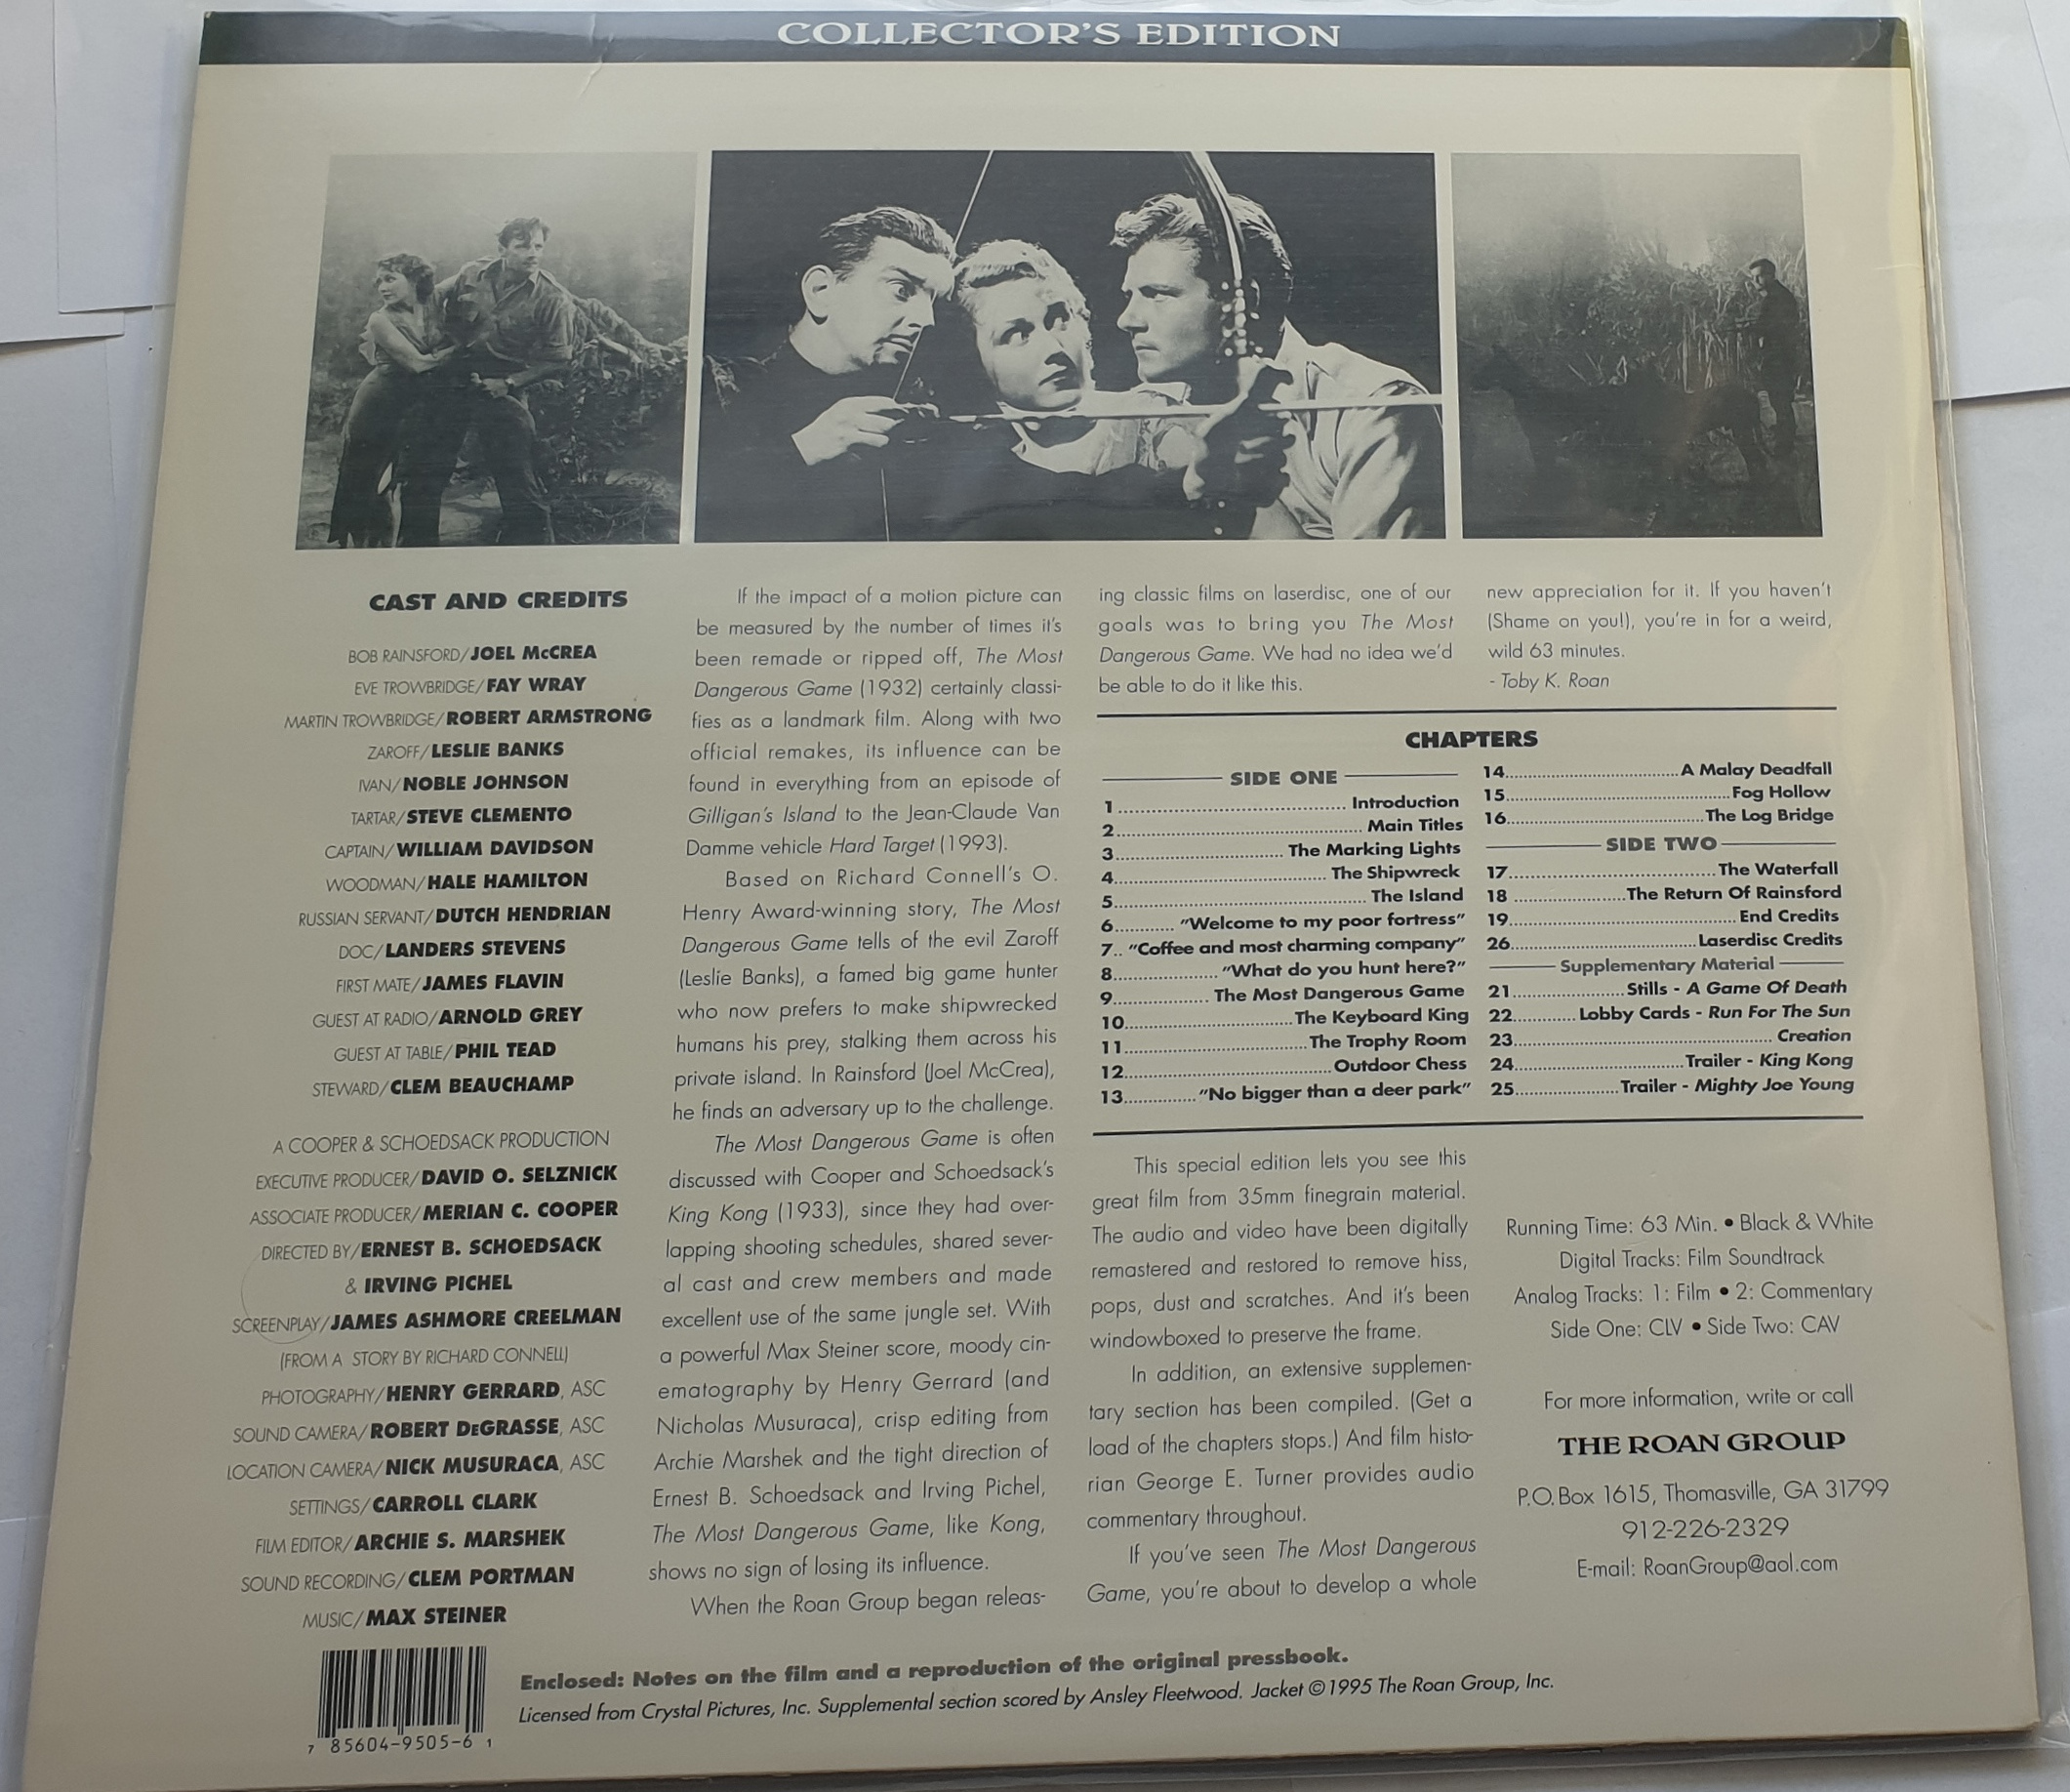 COLLECTOR'S EDITION
CAST AND CREDITS
BOB RAINSFORD/JOEL McCREA
EVE TROWBRIDGE/FAY WRAY
MARTIN TROWBRIDGE/ROBERT ARMSTRONG
ZAROFF/LESLIE BANKS
IVAN/NOBLE JOHNSON
TARTAR/STEVE CLEMENTO
CAPTAIN/WILLIAM DAVIDSON
WOODMAN/HALE HAMILTON
RUSSIAN SERVANT/DUTCH HENDRIAN
DOC/LANDERS STEVENS
FIRST MATE/JAMES FLAVIN
GUEST AT RADIO/ARNOLD GREY
GUEST AT TABLE/PHIL TEAD
STEWARD/CLEM BEAUCHAMP
A COOPER & SCHOEDSACK PRODUCTION
EXECUTIVE PRODUCER/DAVID O. SELZNICK
ASSOCIATE PRODUCER/MERIAN C. COOPER
DIRECTED BY/ERNEST B. SCHOEDSACK
& IRVING PICHEL
SCREENPLAY/JAMES ASHMORE CREELMAN
(FROM A STORY BY RICHARD CONNELL)
PHOTOGRAPHY/HENRY GERRARD, ASC
SOUND CAMERA/ROBERT DeGRASSE, ASC
LOCATION CAMERA/NICK MUSURACA, ASC
SETTINGS/CARROLL CLARK
FILM EDITOR/ARCHIE S. MARSHEK
SOUND RECORDING/CLEM PORTMAN
MUSIC/MAX STEINER
If the impact of a motion picture can
be measured by the number of times it's
been remade or ripped off, The Most
Dangerous Game (1932) certainly classi-
fies as a landmark film. Along with two
official remakes, its influence can be
found in everything from an episode of
Gilligan's Island to the Jean-Claude Van
Damme vehicle Hard Target (1993).
Based on Richard Connell's O.
Henry Award-winning story, The Most
Dangerous Game tells of the evil Zaroff
(Leslie Banks), a famed big game hunter
who now prefers to make shipwrecked
humans his prey, stalking them across his
private island. In Rainsford (Joel McCrea),
he finds an adversary up to the challenge.
The Most Dangerous Game is often
discussed with Cooper and Schoedsack's
King Kong (1933), since they had over-
lapping shooting schedules, shared sever-
al cast and crew members and made
excellent use of the same jungle set. With
a powerful Max Steiner score, moody cin-
ematography by Henry Gerrard (and
Nicholas Musuraca), crisp editing from
Archie Marshek and the tight direction of
Ernest B. Schoedsack and Irving Pichel,
The Most Dangerous Game, like Kong,
shows no sign of losing its influence.
When the Roan Group began releas-
ing classic films on laserdisc, one of our
goals was to bring you The Most
Dangerous Game. We had no idea we'd
be able to do it like this.
CHAPTERS
SIDE ONE
1........ Introduction
2........ Main Titles
3........ The Marking Lights
4........ The Shipwreck
5........ The Island
6........ "Welcome to my poor fortress"
7.. "Coffee and most charming company"
8........ "What do you hunt here?"
9........ The Most Dangerous Game
10........The Keyboard King
11........The Trophy Room
12........Outdoor Chess
13........"No bigger than a deer park"
14........A Malay Deadfall
15........Fog Hollow
16........The Log Bridge
SIDE TWO
17........The Waterfall
18 ........The Return Of Rainsford
19........End Credits
26........Laserdisc Credits
Supplementary Material
21........Stills - A Game Of Death
22........Lobby Cards - Run For The Sun
23........Creation
24........Trailer - King Kong
25........Trailer - Mighty Joe Young
This special edition lets you see this
great film from 35mm finegrain material.
The audio and video have been digitally
remastered and restored to remove hiss,
pops, dust and scratches. And it's been
windowboxed to preserve the frame.
In addition, an extensive supplemen-
tary section has been compiled. (Get a
load of the chapters stops.) And film histo-
rian George E. Turner provides audio
commentary throughout.
If you've seen The Most Dangerous
Game, you're about to develop a whole
new appreciation for it. If you haven't
(Shame on you!), you're in for a weird,
wild 63 minutes.
- Toby K. Roan
Running Time: 63 Min. • Black & White
Digital Tracks: Film Soundtrack
Analog Tracks: 1: Film • 2: Commentary
Side One: CLV • Side Two: CAV
For more information, write or call
THE ROAN GROUP
P.O. Box 1615, Thomasville, GA 31799
912-226-2329
E-mail: RoanGroup@aol.com
Enclosed: Notes on the film and a reproduction of the original pressbook.
Licensed from Crystal Pictures, Inc. Supplemental section scored by Ansley Fleetwood. Jacket ©1995 The Roan Group, Inc.
7 85604-9505-6 1